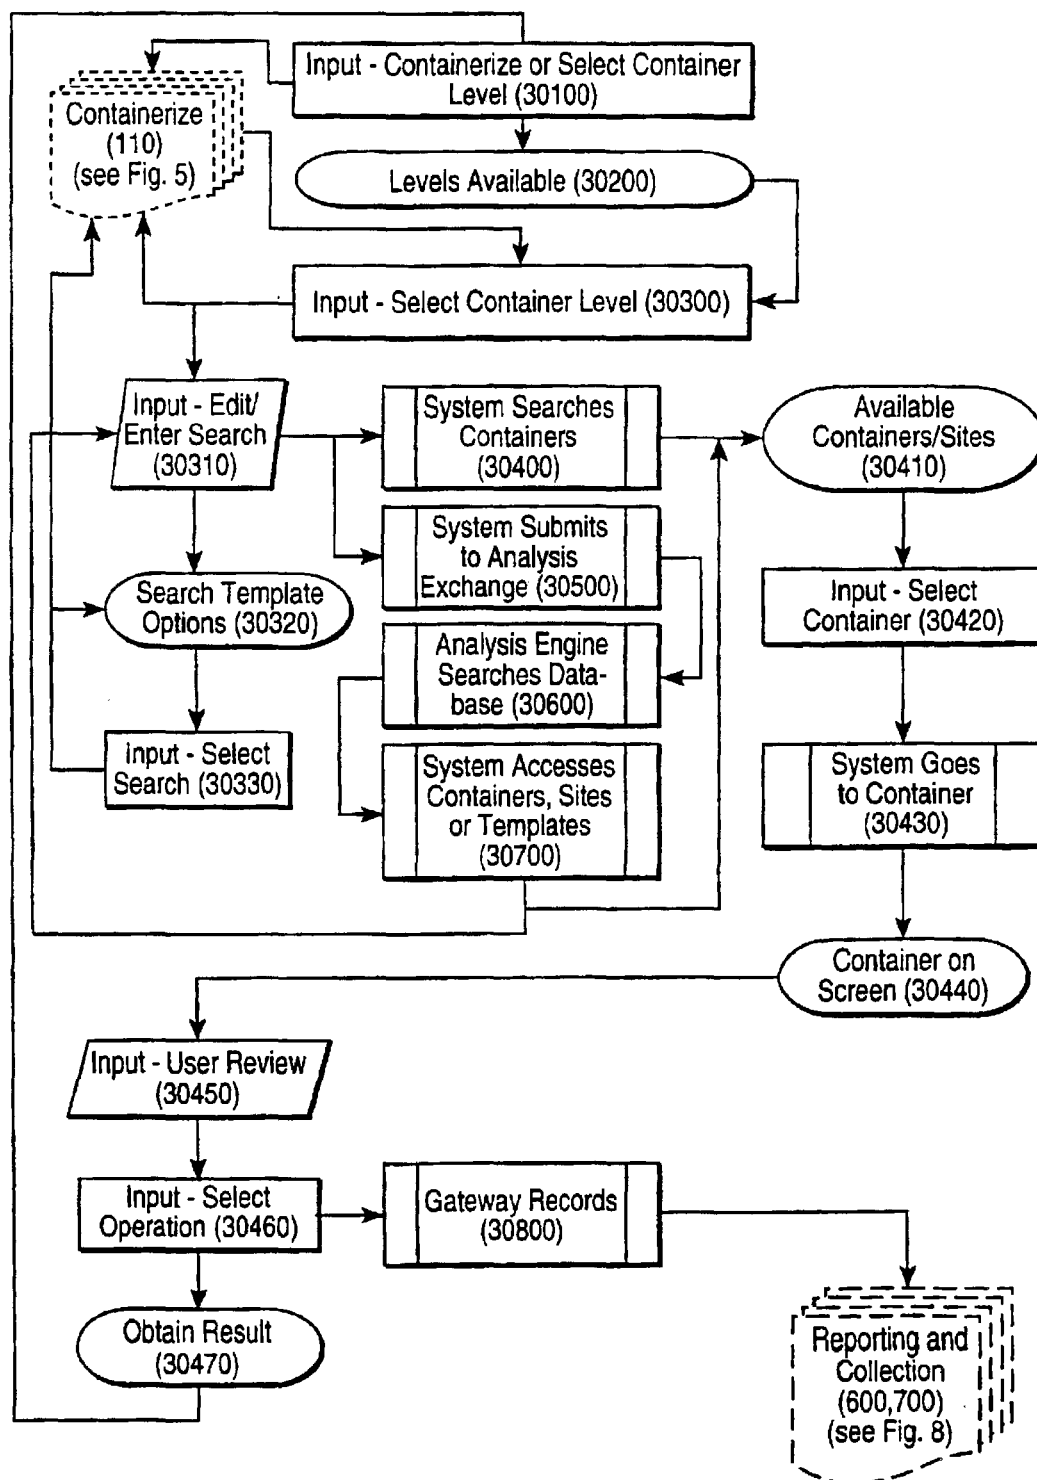 Input - Containerize or Select Container
Level (30100)
Containerize
(110)
(see Fig. 5)
Levels Available (30200)
Input - Select Container Level (30300)
Input - Edit/
Enter Search
(30310)
System Searches
Containers
(30400)
Available
Containers/Sites
(30410)
System Submits
to Analysis
Exchange (30500)
Search Template
Options (30320)
Input - Select
Container (30420)
Analysis Engine
Searches Data-
base (30600)
Input - Select
Search (30330)
System Accesses
Containers, Sites
or Templates
(30700)
System Goes
to Container
(30430)
Container on
Screen (30440)
Input - User Review
(30450)
Input - Select
Operation (30460)
Gateway Records
(30800)
Obtain Result
(30470)
Reporting and
Collection
(600,700)
(see Fig. 8)